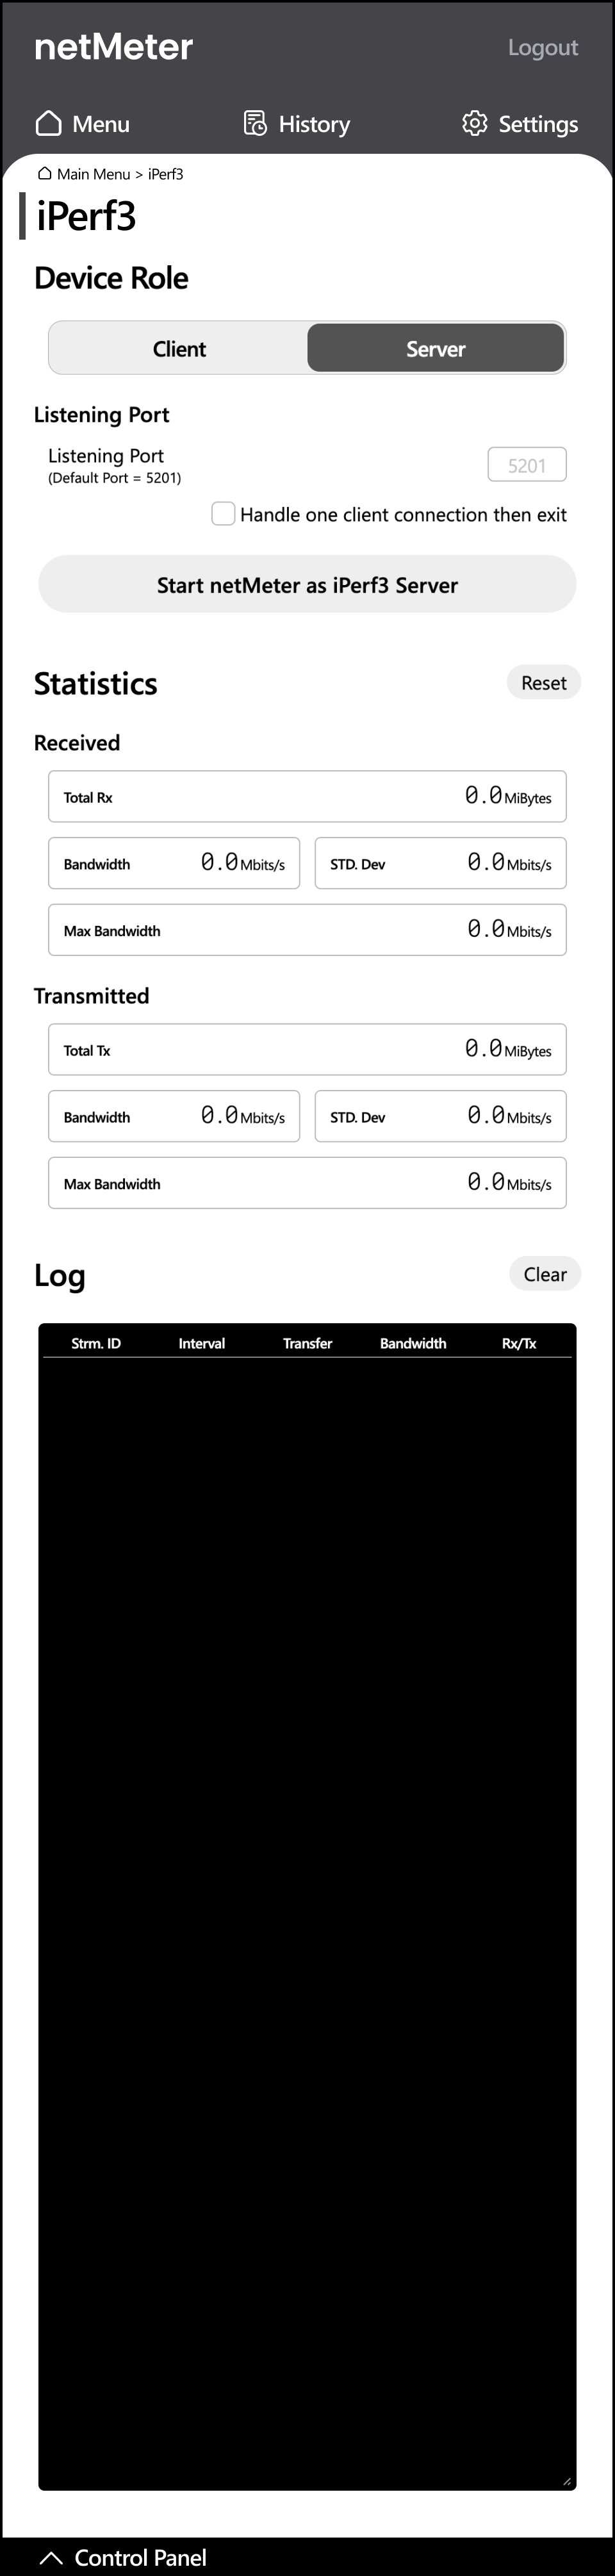 netMeter
Logout
Menu
History
Settings
Main Menu > iPerf3
iPerf3
Device Role
Client
Server
Listening Port
Listening Port
5201
(Default Port = 5201)
Handle one client connection then exit
Start netMeter as iPerf3 Server
Statistics
Reset
Received
Total Rx
0.0 MiBytes
Bandwidth
0.0 Mbits/s
STD. Dev
0.0 Mbits/s
Max Bandwidth
0.0 Mbits/s
Transmitted
Total Tx
0.0 MiBytes
Bandwidth
0.0 Mbits/s
STD. Dev
0.0 Mbits/s
Max Bandwidth
0.0 Mbits/s
Log
Clear
Strm. ID
Interval
Transfer
Bandwidth
Rx/Tx
Control Panel